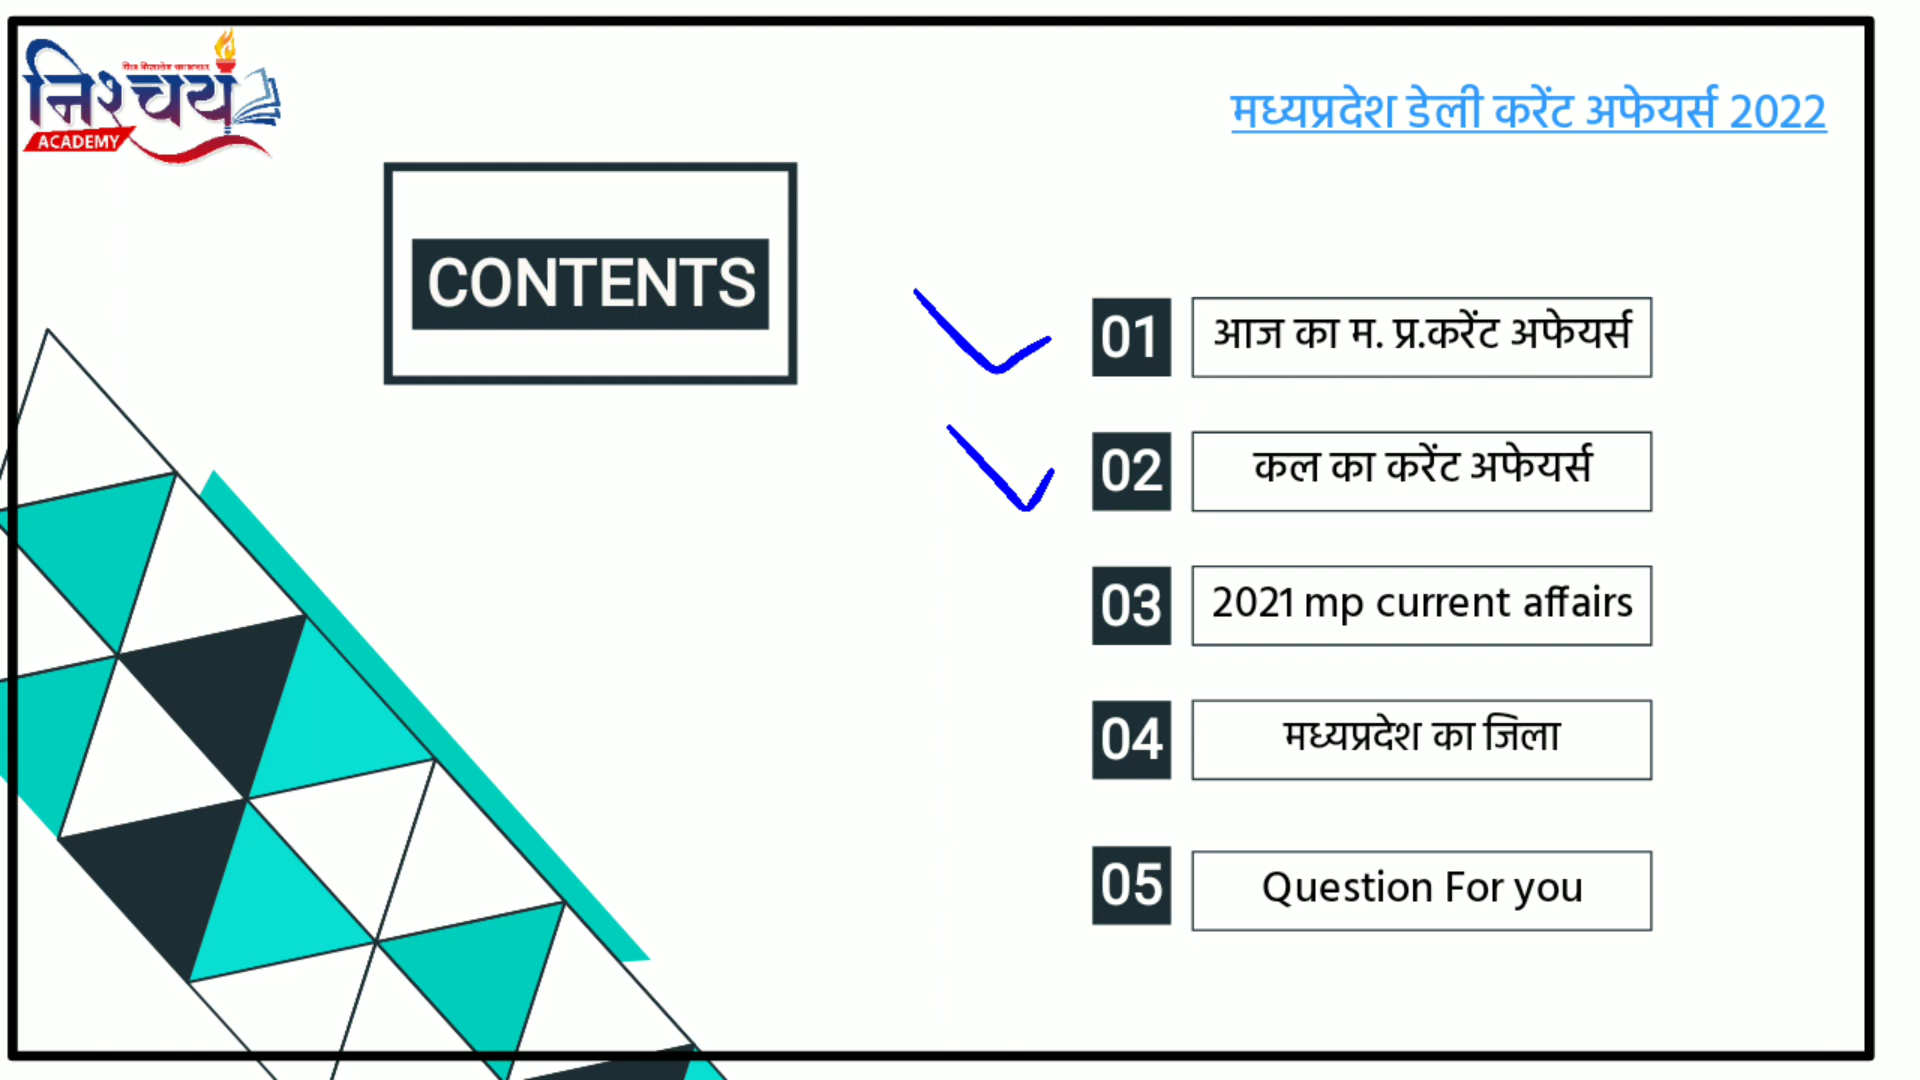 निश्चय
ACADEMY
मध्यप्रदेश डेली करेंट अफेयर्स 2022
CONTENTS
01 आज का म. प्र.करेंट अफेयर्स
02 कल का करेंट अफेयर्स
03 2021 mp current affairs
04 मध्यप्रदेश का जिला
05 Question For you